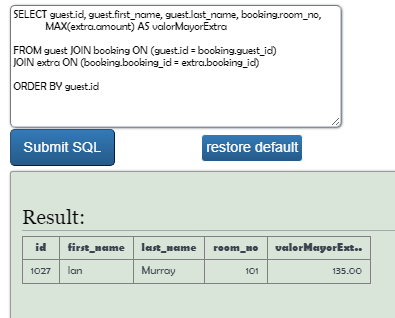 SELECT guest.id, guest.first_name, guest.last_name, booking.room_no,
MAX(extra.amount) AS valorMayorExtra
FROM guest JOIN booking ON (guest.id = booking.guest_id)
JOIN extra ON (booking.booking_id = extra.booking_id)
ORDER BY guest.id
Submit SQL restore default
Result:
id first_name last_name room_no valorMayorExt..
1027 Ian Murray 101 135.00